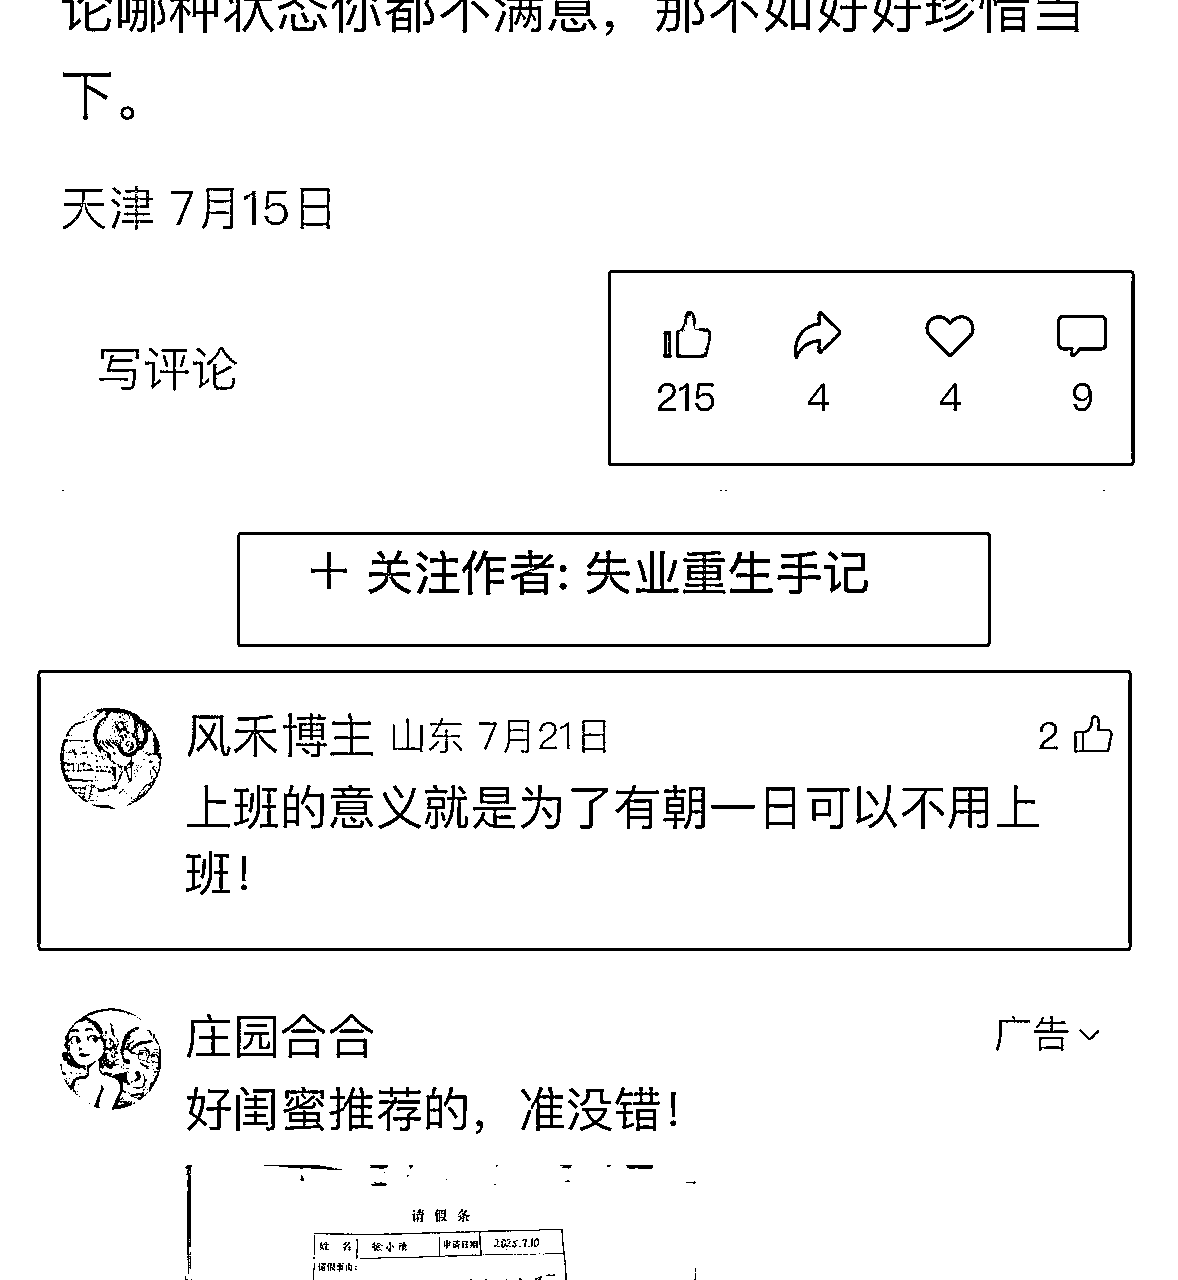 论哪种状态你都不满意，那不如好好珍惜当
下。
天津 7月15日
写评论
215 4 4 9
+ 关注作者: 失业重生手记
风禾博主 山东 7月21日 2
上班的意义就是为了有朝一日可以不用上
班！
庄园合合 广告
好闺蜜推荐的，准没错！
请假条
姓 名 申请日期 2025.7.10
请假事由: